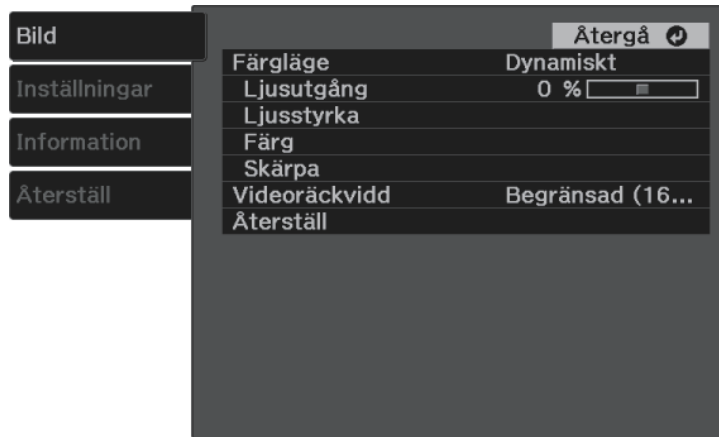 Bild
Inställningar
Information
Återställ
Återgå
Färgläge Dynamiskt
Ljusutgång 0 %
Ljusstyrka
Färg
Skärpa
Videoräckvidd Begränsad (16...
Återställ